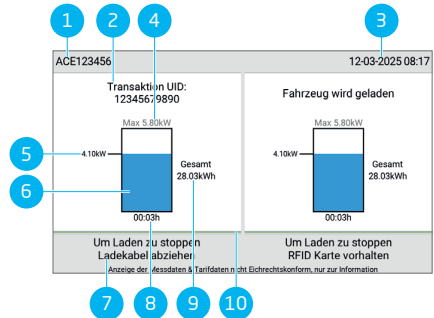 1
2
4
3
ACE123456
12-03-2025 08:17
Transaktion UID:
12345679890
Max 5.80kW
5
4.10kW
6
Gesamt
28.03kWh
00:03h
Fahrzeug wird geladen
Max 5.80kW
4.10kW
Gesamt
28.03kWh
00:03h
Um Laden zu stoppen
Ladekabel abziehen
Um Laden zu stoppen
RFID Karte vorhalten
Anzeige der Messdaten & Tarifdaten nicht Eichrechtskonform, nur zur Information
7
8
9
10